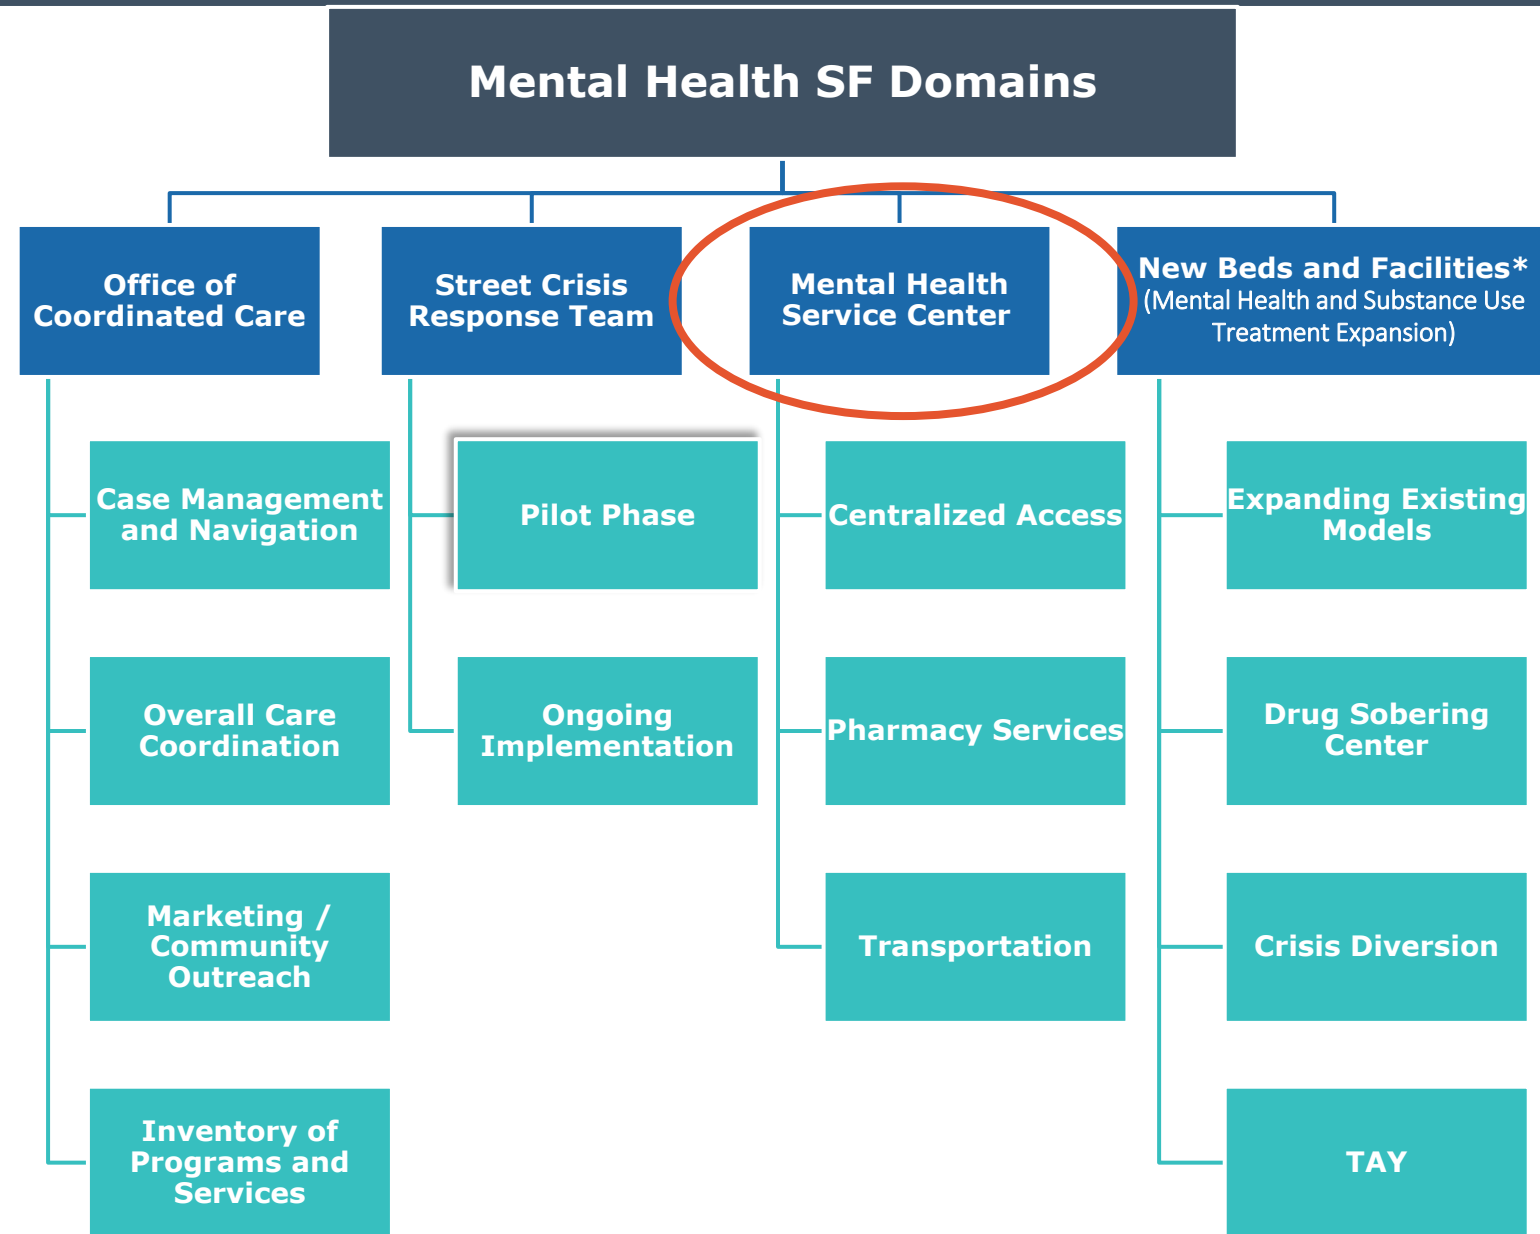 Mental Health SF Domains
Office of
Coordinated Care
Street Crisis
Response Team
Mental Health
Service Center
New Beds and Facilities*
(Mental Health and Substance Use
Treatment Expansion)
Case Management
and Navigation
Overall Care
Coordination
Marketing /
Community
Outreach
Inventory of
Programs and
Services
Pilot Phase
Ongoing
Implementation
Centralized Access
Pharmacy Services
Transportation
Expanding Existing
Models
Drug Sobering
Center
Crisis Diversion
TAY